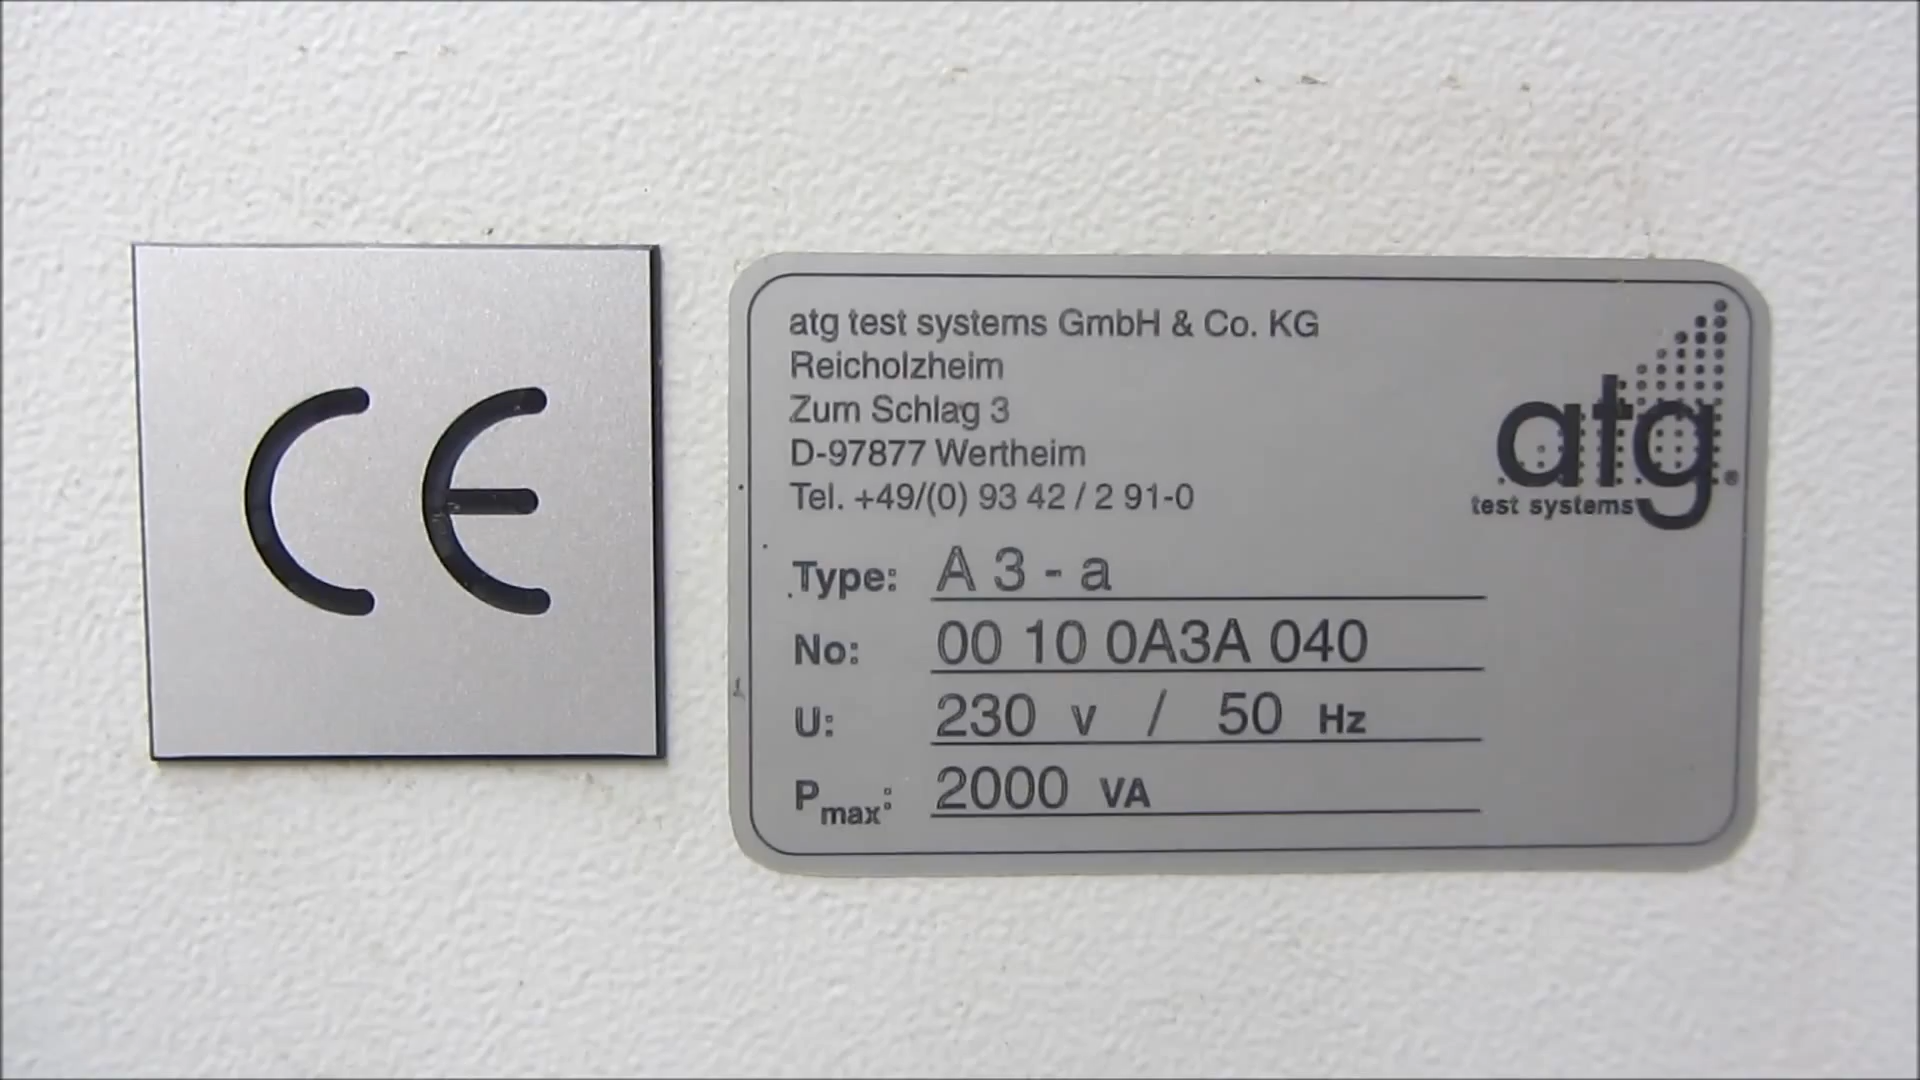 CE
atg test systems GmbH & Co. KG
Reicholzheim
Zum Schlag 3
D-97877 Wertheim
Tel. +49/(0) 93 42 / 2 91-0
atg®
test systems
Type: A 3 - a
No: 00 10 0A3A 040
U: 230 V / 50 Hz
Pmax: 2000 VA